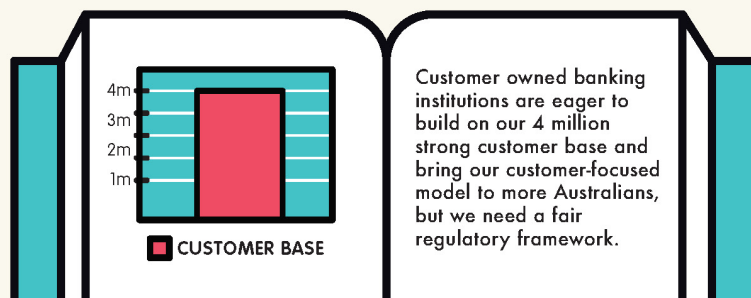 4m
3m
2m
1m
CUSTOMER BASE
Customer owned banking
institutions are eager to
build on our 4 million
strong customer base and
bring our customer-focused
model to more Australians,
but we need a fair
regulatory framework.